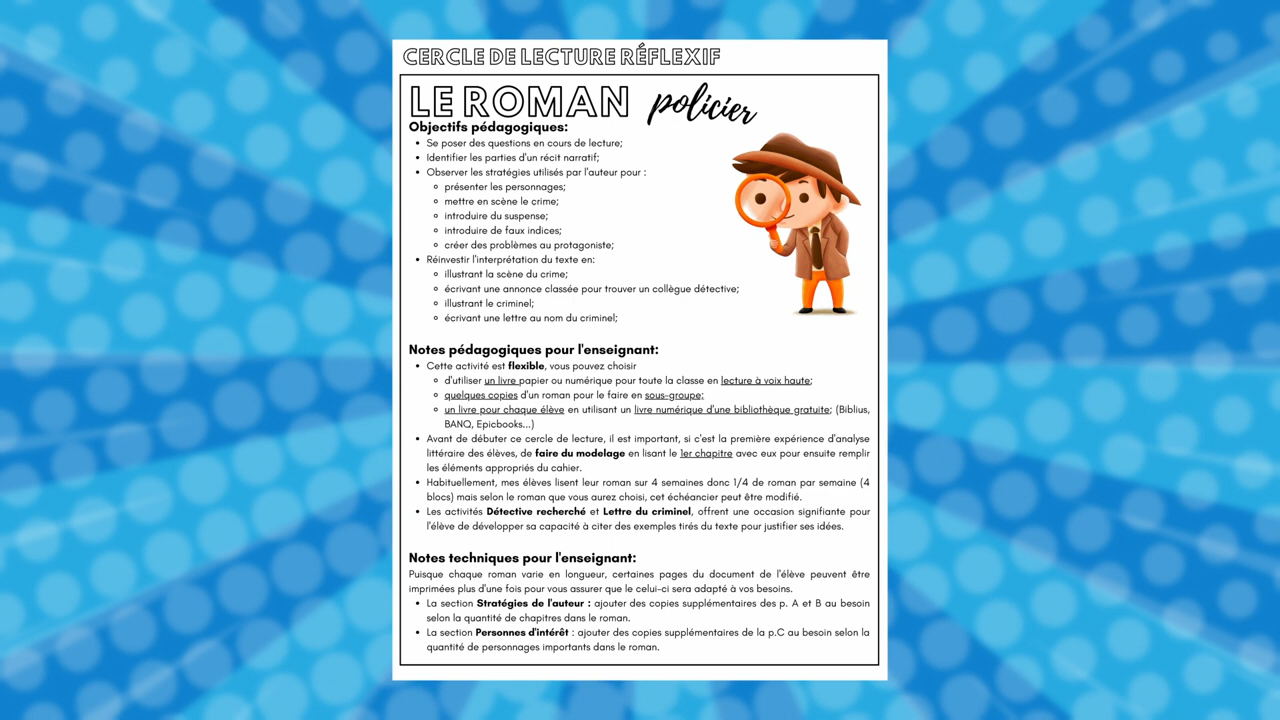 CERCLE DE LECTURE RÉFLEXIF
LE ROMAN policier
Objectifs pédagogiques:
• Se poser des questions en cours de lecture;
• Identifier les parties d'un récit narratif;
• Observer les stratégies utilisés par l'auteur pour :
◦ présenter les personnages;
◦ mettre en scène le crime;
◦ introduire du suspense;
◦ introduire de faux indices;
◦ créer des problèmes au protagoniste;
• Réinvestir l'interprétation du texte en:
◦ illustrant la scène du crime;
◦ écrivant une annonce classée pour trouver un collègue détective;
◦ illustrant le criminel;
◦ écrivant une lettre au nom du criminel;
Notes pédagogiques pour l'enseignant:
• Cette activité est flexible, vous pouvez choisir
◦ d'utiliser un livre papier ou numérique pour toute la classe en lecture à voix haute;
◦ quelques copies d'un roman pour le faire en sous-groupe;
◦ un livre pour chaque élève en utilisant un livre numérique d'une bibliothèque gratuite; (Biblius,
BANQ, Epicbooks...)
• Avant de débuter ce cercle de lecture, il est important, si c'est la première expérience d'analyse
littéraire des élèves, de faire du modelage en lisant le 1er chapitre avec eux pour ensuite remplir
les éléments appropriés du cahier.
• Habituellement, mes élèves lisent leur roman sur 4 semaines donc 1/4 de roman par semaine (4
blocs) mais selon le roman que vous aurez choisi, cet échéancier peut être modifié.
• Les activités Détective recherché et Lettre du criminel, offrent une occasion signifiante pour
l'élève de développer sa capacité à citer des exemples tirés du texte pour justifier ses idées.
Notes techniques pour l'enseignant:
Puisque chaque roman varie en longueur, certaines pages du document de l'élève peuvent être
imprimées plus d'une fois pour vous assurer que le celui-ci sera adapté à vos besoins.
• La section Stratégies de l'auteur : ajouter des copies supplémentaires des p. A et B au besoin
selon la quantité de chapitres dans le roman.
• La section Personnes d'intérêt : ajouter des copies supplémentaires de la p.C au besoin selon la
quantité de personnages importants dans le roman.